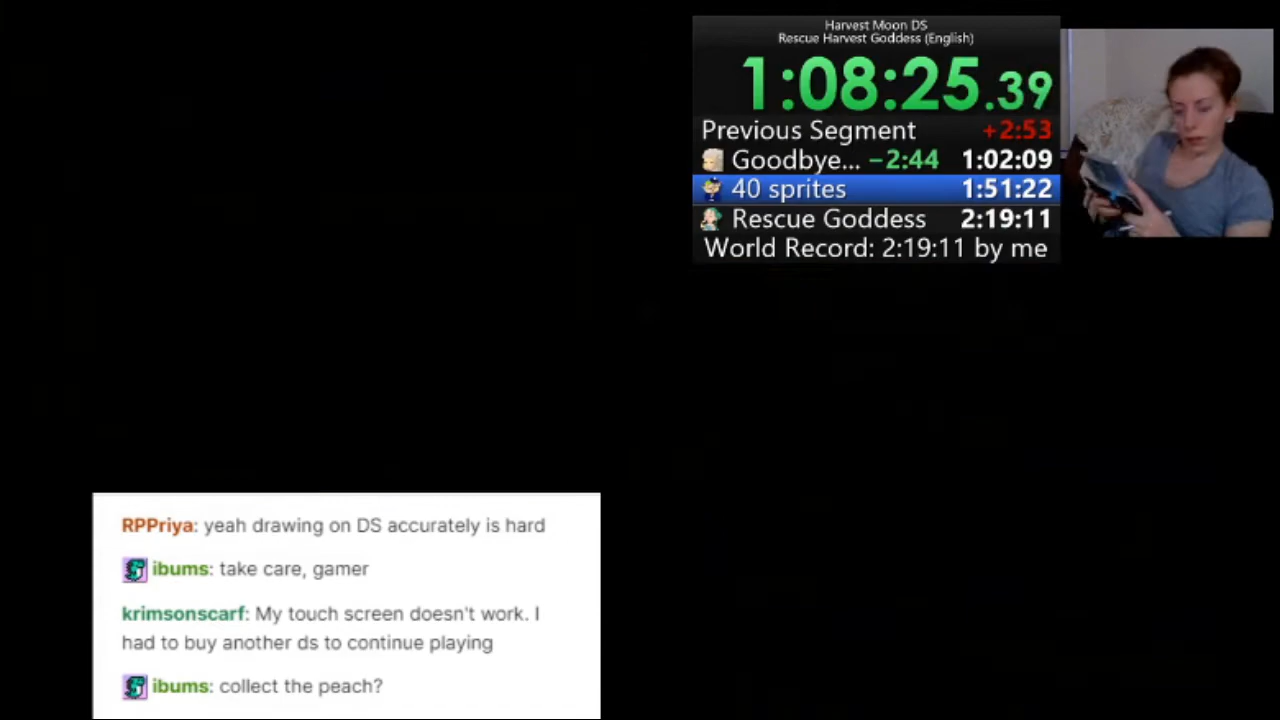 Harvest Moon DS
Rescue Harvest Goddess (English)
1:08:25.39
Previous Segment +2:53
Goodbye... −2:44 1:02:09
40 sprites 1:51:22
Rescue Goddess 2:19:11
World Record: 2:19:11 by me
RPPriya: yeah drawing on DS accurately is hard
ibums: take care, gamer
krimsonscarf: My touch screen doesn't work. I
had to buy another ds to continue playing
ibums: collect the peach?